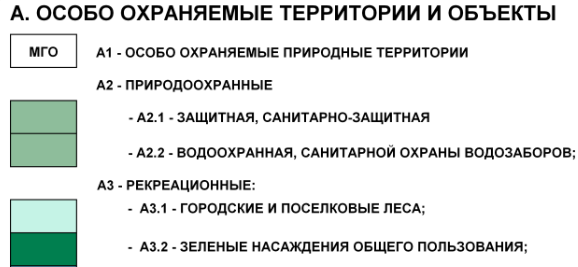 А. ОСОБО ОХРАНЯЕМЫЕ ТЕРРИТОРИИ И ОБЪЕКТЫ
МГО А1 - ОСОБО ОХРАНЯЕМЫЕ ПРИРОДНЫЕ ТЕРРИТОРИИ
А2 - ПРИРОДООХРАННЫЕ
- А2.1 - ЗАЩИТНАЯ, САНИТАРНО-ЗАЩИТНАЯ
- А2.2 - ВОДООХРАННАЯ, САНИТАРНОЙ ОХРАНЫ ВОДОЗАБОРОВ;
А3 - РЕКРЕАЦИОННЫЕ:
- А3.1 - ГОРОДСКИЕ И ПОСЕЛКОВЫЕ ЛЕСА;
- А3.2 - ЗЕЛЕНЫЕ НАСАЖДЕНИЯ ОБЩЕГО ПОЛЬЗОВАНИЯ;